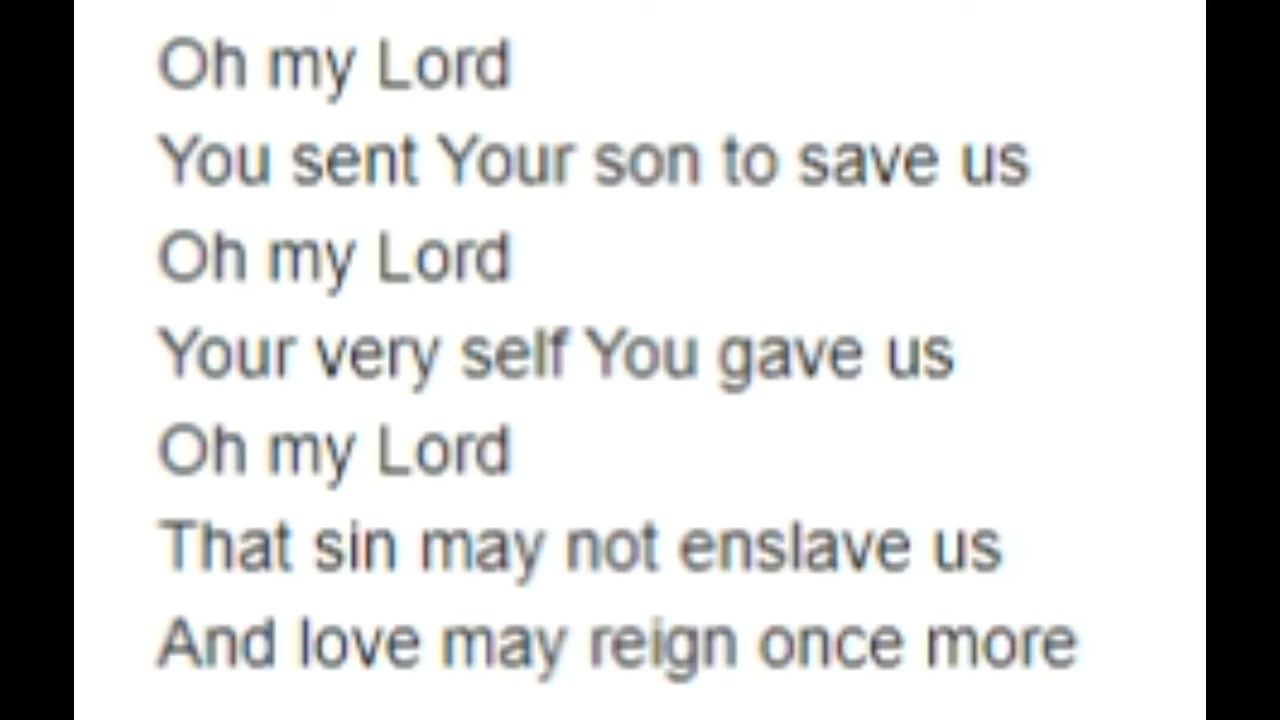 Oh my Lord
You sent Your son to save us
Oh my Lord
Your very self You gave us
Oh my Lord
That sin may not enslave us
And love may reign once more